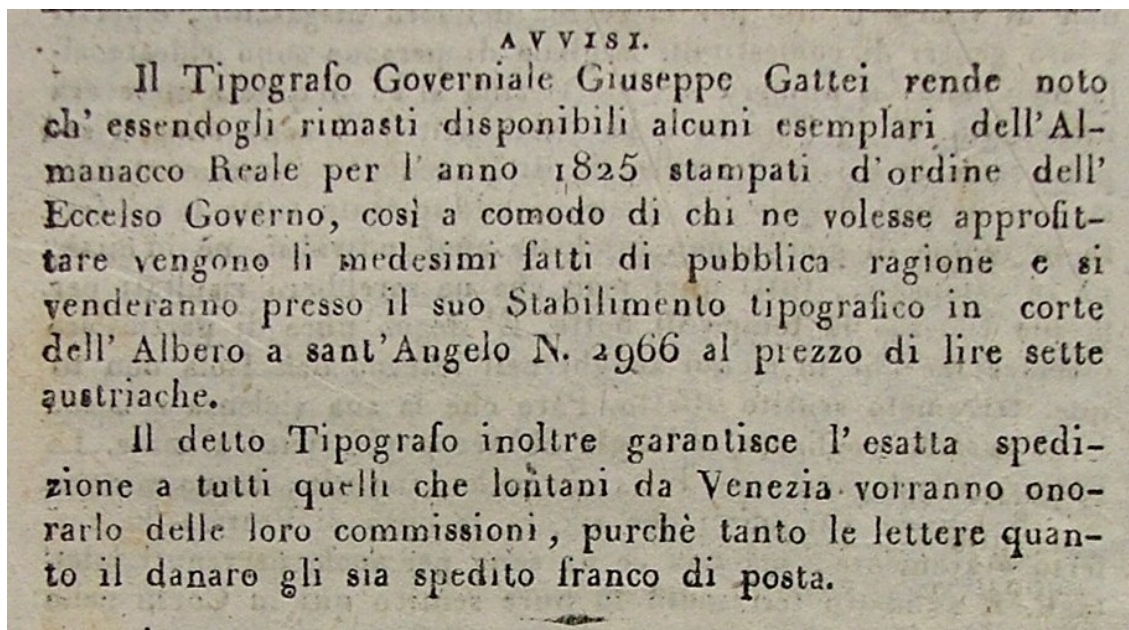 AVVISI.
Il Tipografo Governiale Giuseppe Gattei rende noto
ch' essendogli rimasti disponibili alcuni esemplari dell'Al-
manacco Reale per l' anno 1825 stampati d'ordine dell'
Eccelso Governo, così a comodo di chi ne volesse approfit-
tare vengono li medesimi fatti di pubblica ragione e si
venderanno presso il suo Stabilimento tipografico in corte
dell' Albero a sant'Angelo N. 2966 al prezzo di lire sette
austriache.
Il detto Tipografo inoltre garantisce l' esatta spedi-
zione a tutti quelli che lontani da Venezia vorranno ono-
rarlo delle loro commissioni, purchè tanto le lettere quan-
to il danaro gli sia spedito franco di posta.